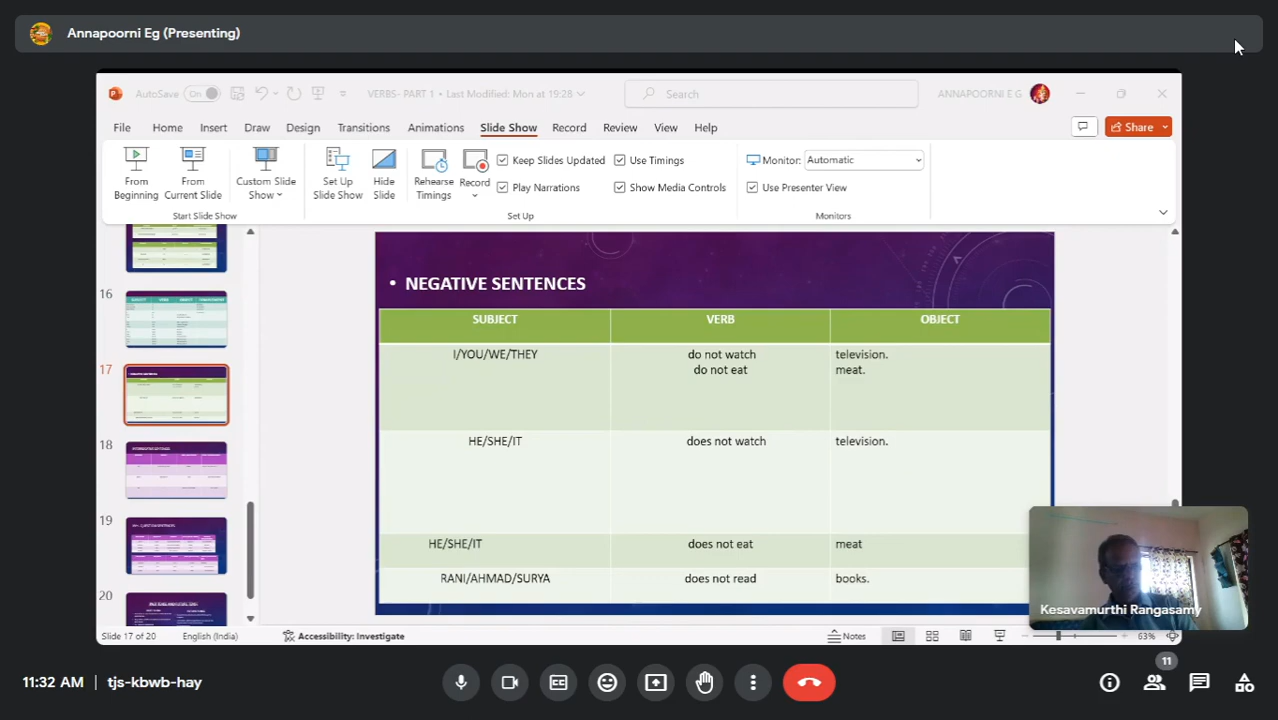 Annapoorni Eg (Presenting)
AutoSave On VERBS- PART 1 • Last Modified: Mon at 19:28 Search ANNAPOORNI E G
File Home Insert Draw Design Transitions Animations Slide Show Record Review View Help Share
From Beginning
From Current Slide
Custom Slide Show
Set Up Slide Show
Hide Slide
Rehearse Timings
Record
Keep Slides Updated
Play Narrations
Use Timings
Show Media Controls
Monitor: Automatic
Use Presenter View
Start Slide Show Set Up Monitors
16
17
18
19
20
• NEGATIVE SENTENCES
SUBJECT VERB OBJECT
I/YOU/WE/THEY do not watch television.
do not eat meat.
HE/SHE/IT does not watch television.
HE/SHE/IT does not eat meat
RANI/AHMAD/SURYA does not read books.
Kesavamurthi Rangasamy
Slide 17 of 20 English (India) Accessibility: Investigate Notes 63%
11:32 AM | tjs-kbwb-hay
11